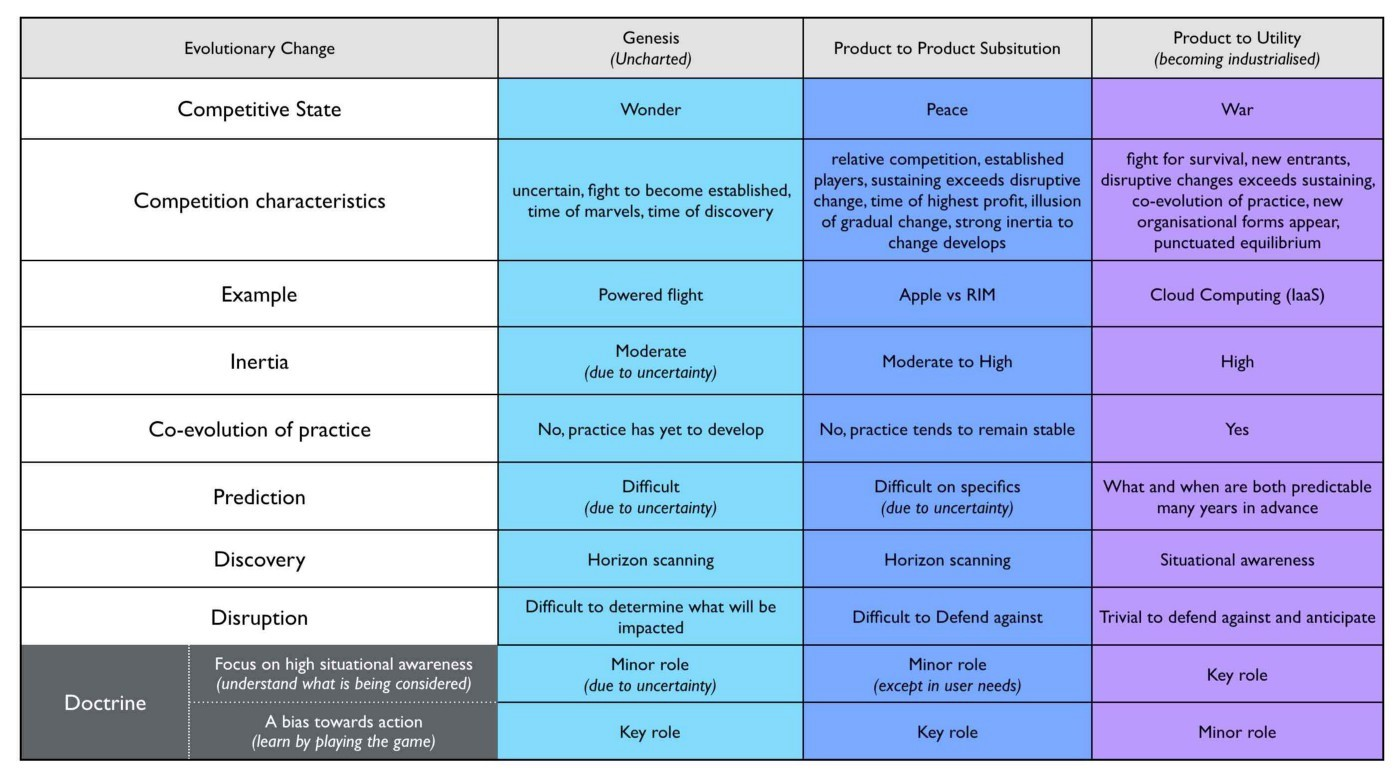 Evolutionary Change
Genesis
(Uncharted)
Product to Product Subsitution
Product to Utility
(becoming industrialised)
Competitive State
Wonder
Peace
War
Competition characteristics
uncertain, fight to become established,
time of marvels, time of discovery
relative competition, established
players, sustaining exceeds disruptive
change, time of highest profit, illusion
of gradual change, strong inertia to
change develops
fight for survival, new entrants,
disruptive changes exceeds sustaining,
co-evolution of practice, new
organisational forms appear,
punctuated equilibrium
Example
Powered flight
Apple vs RIM
Cloud Computing (IaaS)
Inertia
Moderate
(due to uncertainty)
Moderate to High
High
Co-evolution of practice
No, practice has yet to develop
No, practice tends to remain stable
Yes
Prediction
Difficult
(due to uncertainty)
Difficult on specifics
(due to uncertainty)
What and when are both predictable
many years in advance
Discovery
Horizon scanning
Horizon scanning
Situational awareness
Disruption
Difficult to determine what will be
impacted
Difficult to Defend against
Trivial to defend against and anticipate
Doctrine
Focus on high situational awareness
(understand what is being considered)
Minor role
(due to uncertainty)
Minor role
(except in user needs)
Key role
A bias towards action
(learn by playing the game)
Key role
Key role
Minor role